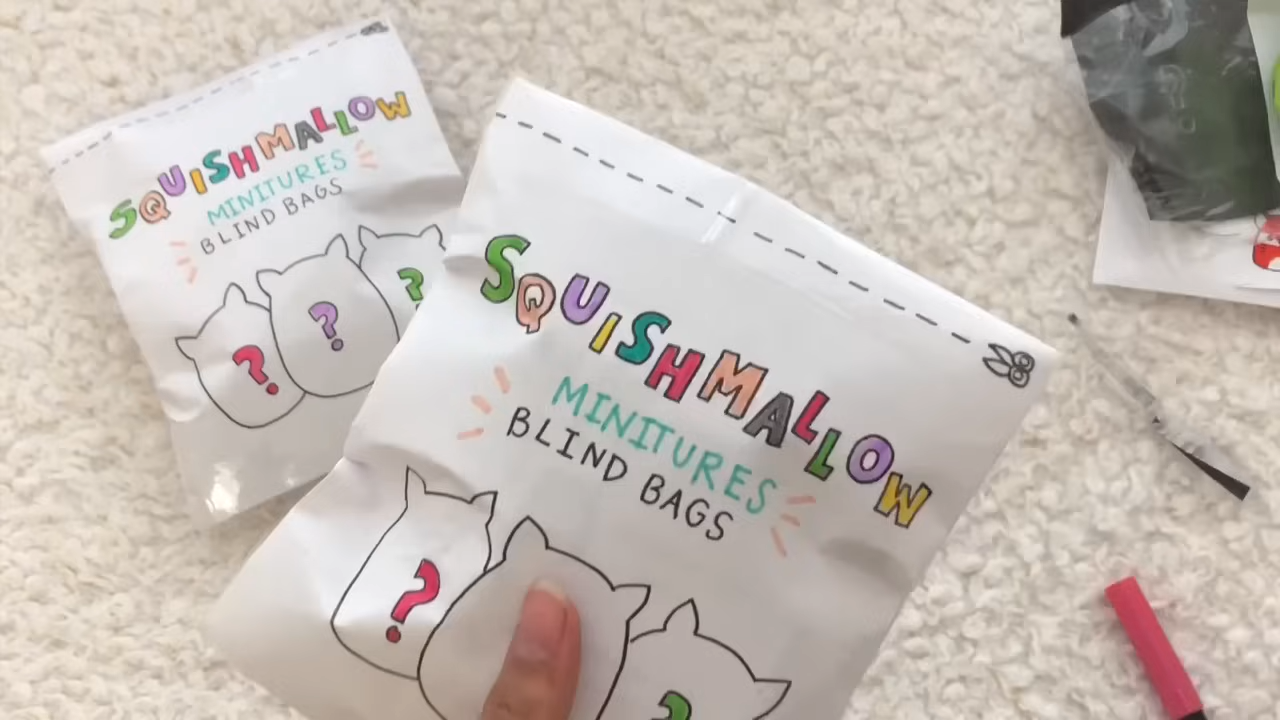 SQUISHMALLOW
MINITURES
BLIND BAGS
? ? ?
SQUISHMALLOW
MINITURES
BLIND BAGS
? ?